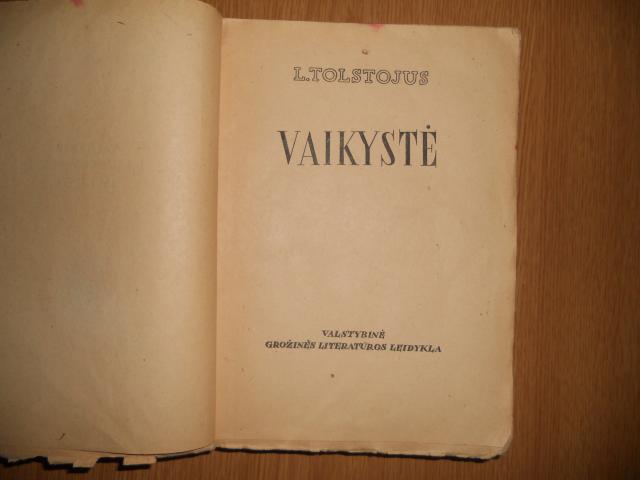 L. TOLSTOJUS
VAIKYSTĖ
VALSTYBINĖ
GROŽINĖS LITERATŪROS LEIDYKLA